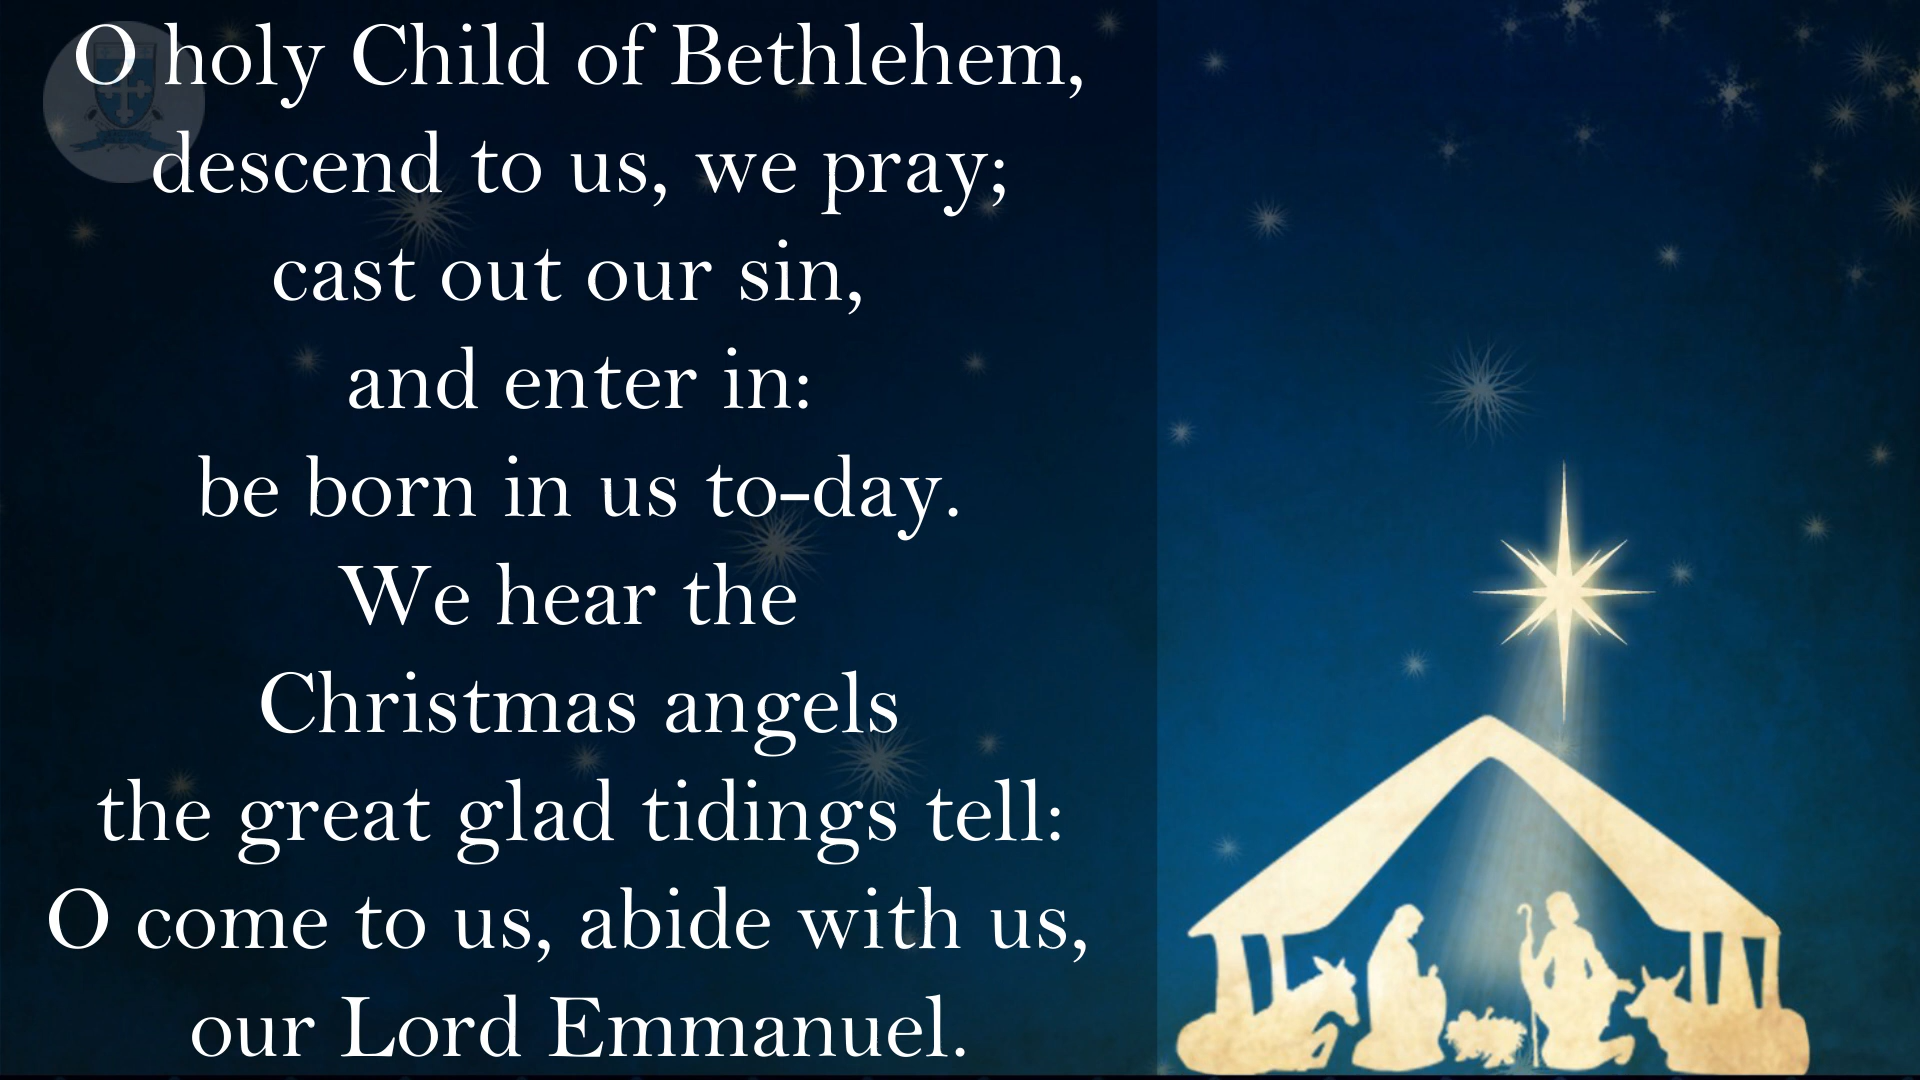 O holy Child of Bethlehem,
descend to us, we pray;
cast out our sin,
and enter in:
be born in us to-day.
We hear the
Christmas angels
the great glad tidings tell:
O come to us, abide with us,
our Lord Emmanuel.